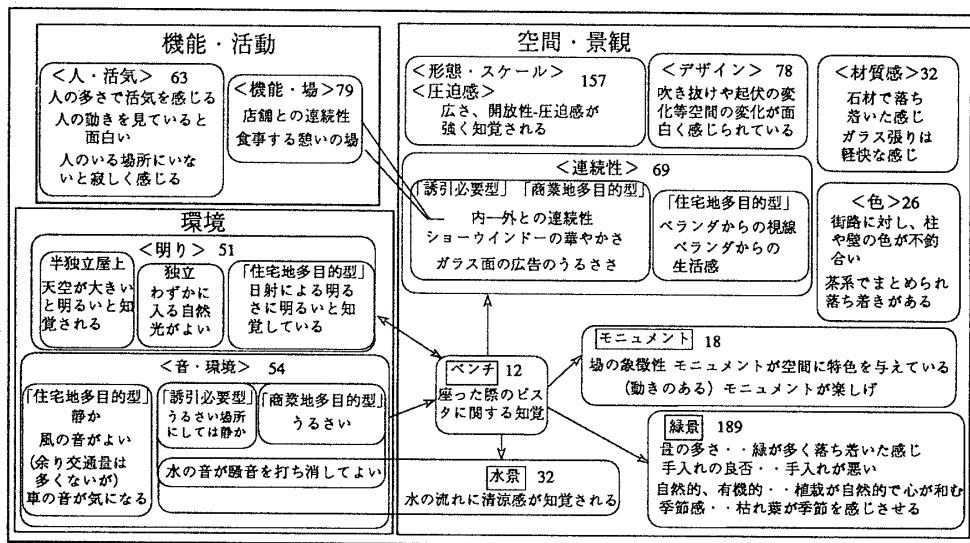 機能・活動
<人・活気> 63
人の多さで活気を感じる
人の動きを見ていると
面白い
人のいる場所にいな
いと寂しく感じる
<機能・場>79
店舗との連続性
食事する憩いの場
空間・景観
<形態・スケール>
<圧迫感>
157
広さ、開放性-圧迫感が
強く知覚される
<デザイン> 78
吹き抜けや起伏の変
化等空間の変化が面
白く感じられている
<材質感>32
石材で落ち
着いた感じ
ガラス張りは
軽快な感じ
<連続性> 69
「誘引必要型」「商業地多目的型」
内―外との連続性
ショーウインドーの華やかさ
ガラス面の広告のうるささ
「住宅地多目的型」
ベランダからの視線
ベランダからの
生活感
<色>26
街路に対し、柱
や壁の色が不釣
合い
茶系でまとめられ
落ち着きがある
環境
<明り> 51
半独立屋上
天空が大きい
と明るいと知
覚される
独立
わずかに
入る自然
光がよい
「住宅地多目的型」
日射による明る
さに明るいと知
覚している
<音・環境> 54
「住宅地多目的型」
静か
風の音がよい
(余り交通量は
多くないが)
車の音が気になる
「誘引必要型」
うるさい場所
にしては静か
「商業地多目的型」
うるさい
水の音が騒音を打ち消してよい
ベンチ 12
座った際のビス
タに関する知覚
水景 32
水の流れに清涼感が知覚される
モニュメント 18
場の象徴性 モニュメントが空間に特色を与えている
(動きのある) モニュメントが楽しげ
緑景 189
量の多さ・・緑が多く落ち着いた感じ
手入れの良否・・手入れが悪い
自然的、有機的・・植栽が自然的で心が和む
季節感・・枯れ葉が季節を感じさせる